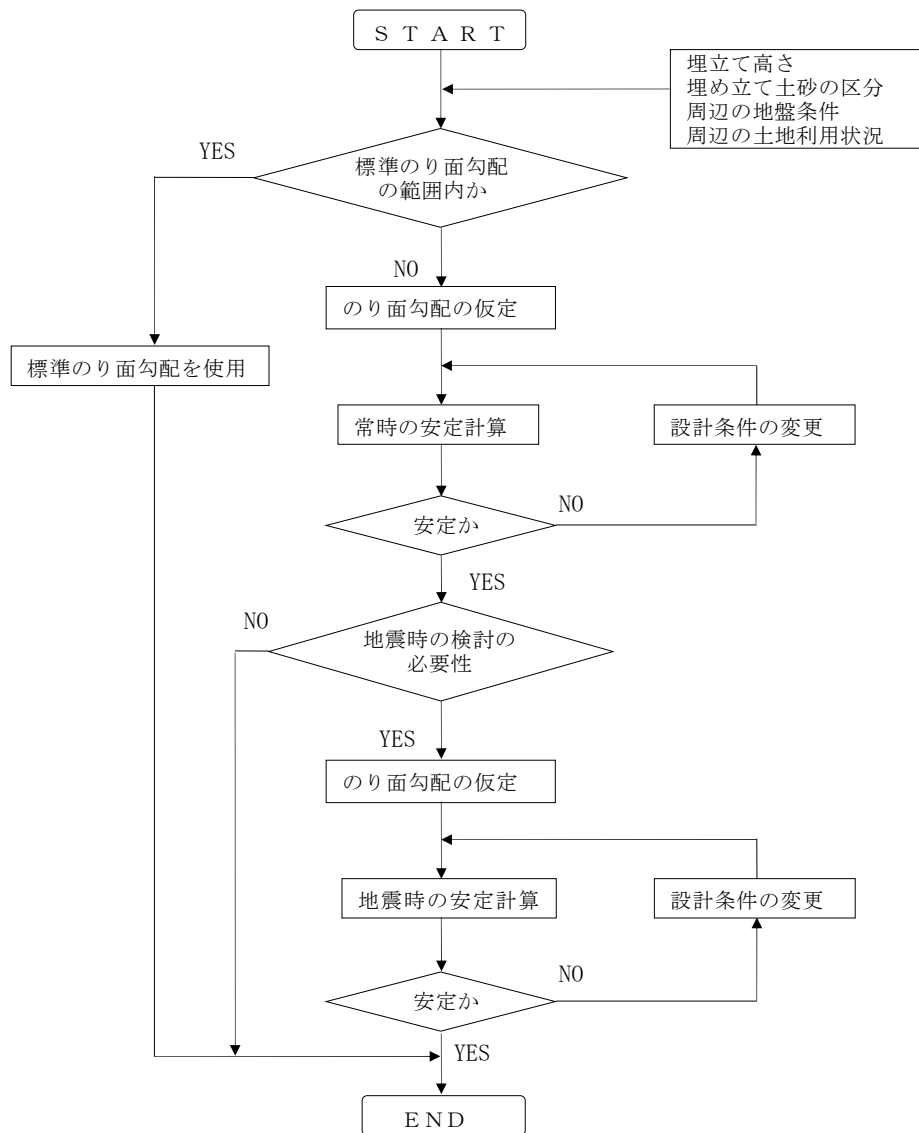 ＳＴＡＲＴ
埋立て高さ
埋め立て土砂の区分
周辺の地盤条件
周辺の土地利用状況
YES
標準のり面勾配
の範囲内か
NO
のり面勾配の仮定
標準のり面勾配を使用
常時の安定計算
設計条件の変更
安定か
NO
YES
NO
地震時の検討の
必要性
YES
のり面勾配の仮定
地震時の安定計算
設計条件の変更
安定か
NO
YES
ＥＮＤ